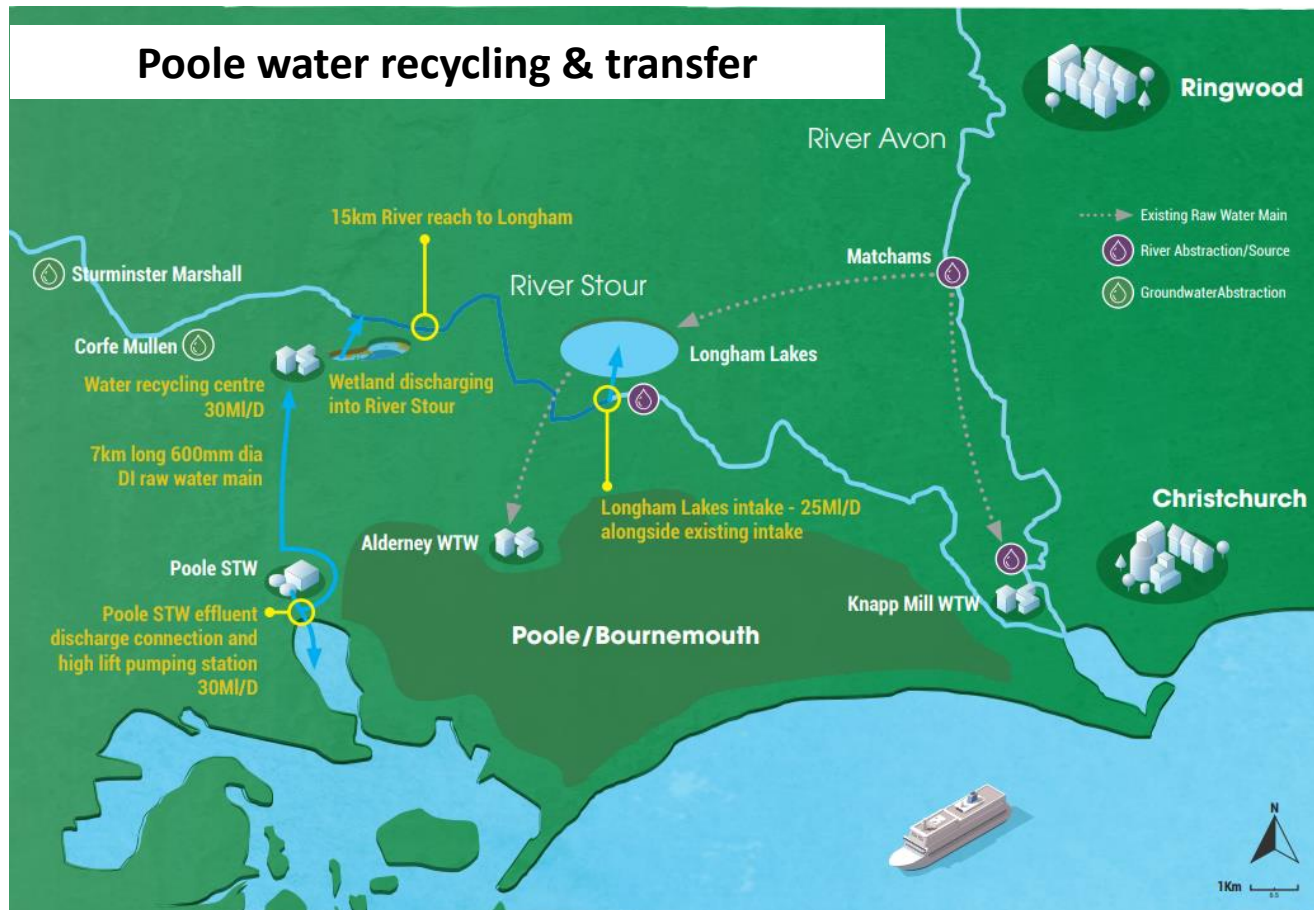 Poole water recycling & transfer
Ringwood
River Avon
Existing Raw Water Main
River Abstraction/Source
GroundwaterAbstraction
15km River reach to Longham
Matchams
Sturminster Marshall
River Stour
Corfe Mullen
Longham Lakes
Water recycling centre
30Ml/D
Wetland discharging
into River Stour
7km long 600mm dia
DI raw water main
Christchurch
Longham Lakes intake - 25Ml/D
alongside existing intake
Alderney WTW
Poole STW
Knapp Mill WTW
Poole STW effluent
discharge connection and
high lift pumping station
30Ml/D
Poole/Bournemouth
N
1Km
0.5